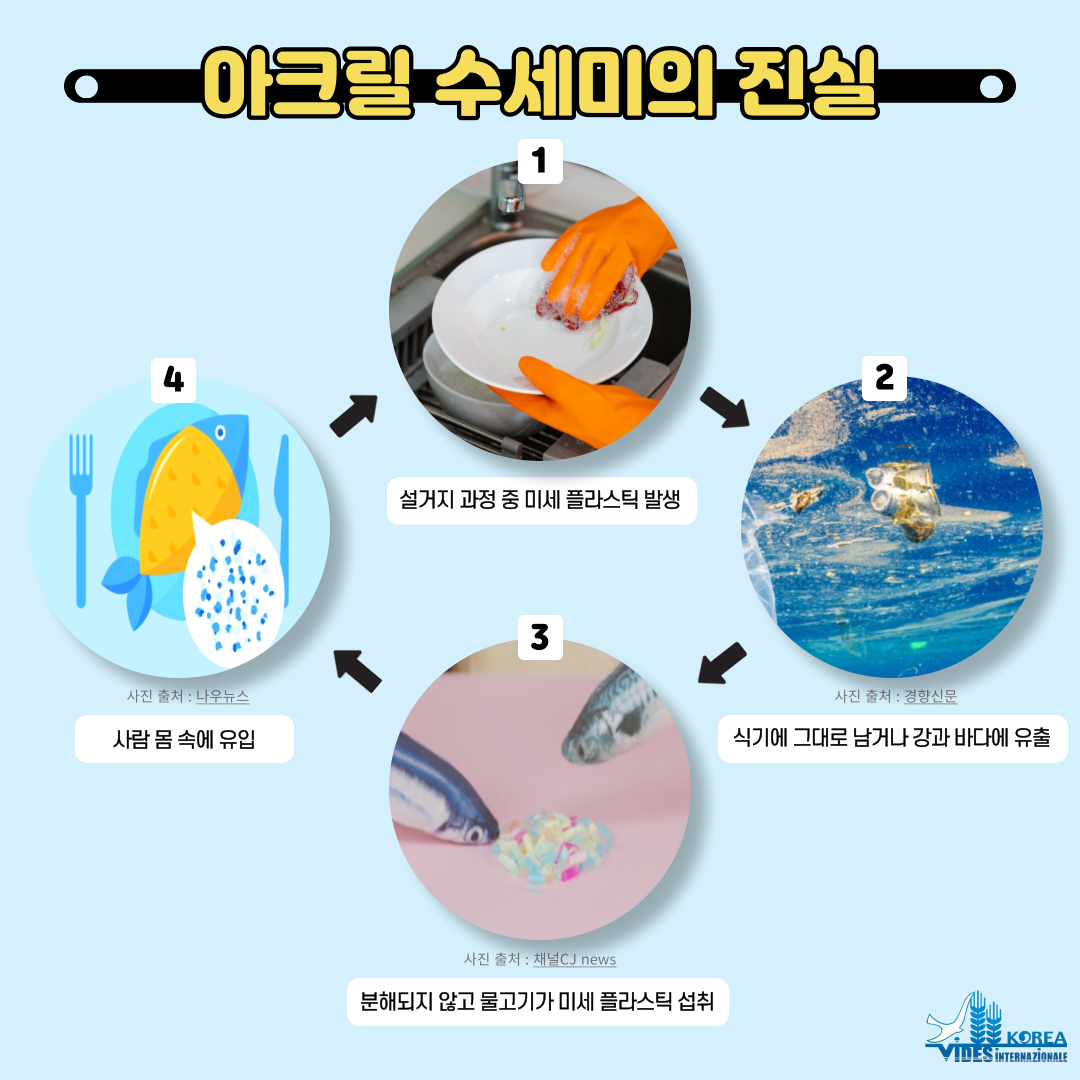 아크릴 수세미의 진실
1
설거지 과정 중 미세 플라스틱 발생
2
사진 출처 : 경향신문
식기에 그대로 남거나 강과 바다에 유출
3
사진 출처 : 채널CJ news
분해되지 않고 물고기가 미세 플라스틱 섭취
4
사진 출처 : 나우뉴스
사람 몸 속에 유입
KOREA
VIDES INTERNAZIONALE